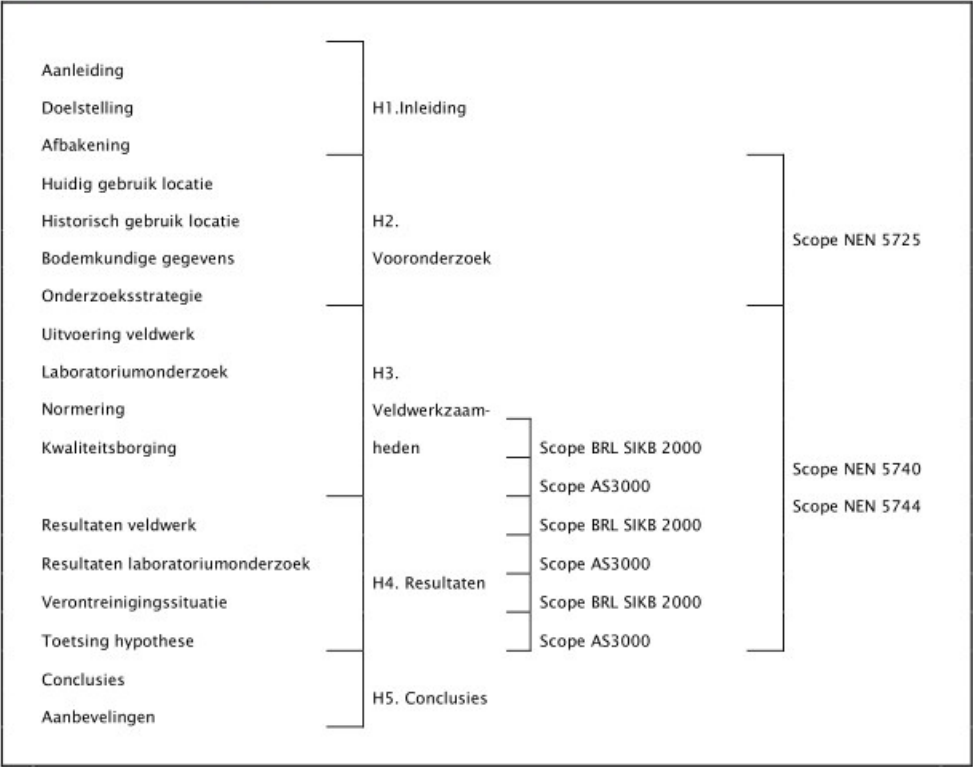 Aanleiding
Doelstelling
H1.Inleiding
Afbakening
Huidig gebruik locatie
Historisch gebruik locatie
H2.
Scope NEN 5725
Bodemkundige gegevens
Vooronderzoek
Onderzoeksstrategie
Uitvoering veldwerk
Laboratoriumonderzoek
H3.
Normering
Veldwerkzaam-
Kwaliteitsborging
heden
Scope BRL SIKB 2000
Scope NEN 5740
Scope AS3000
Scope NEN 5744
Resultaten veldwerk
Scope BRL SIKB 2000
Resultaten laboratoriumonderzoek
Scope AS3000
H4. Resultaten
Verontreinigingssituatie
Scope BRL SIKB 2000
Toetsing hypothese
Scope AS3000
Conclusies
H5. Conclusies
Aanbevelingen